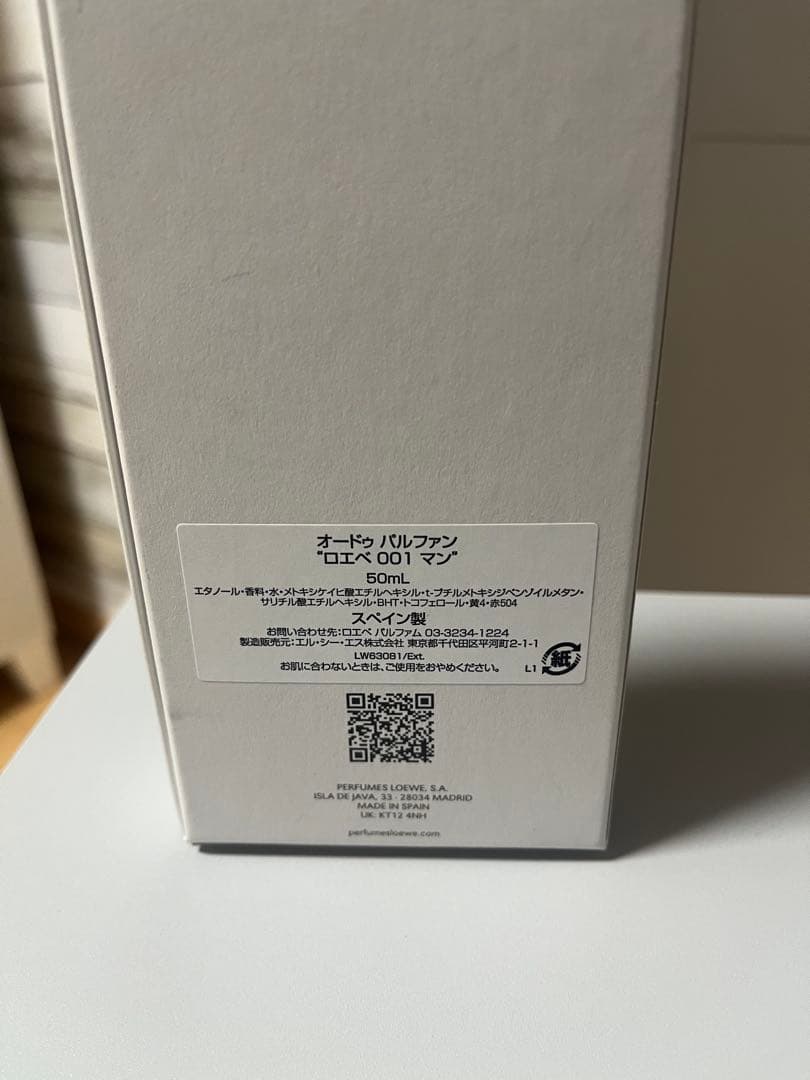 オードゥ パルファン
“ロエベ 001 マン”
50mL
エタノール・香料・水・メトキシケイヒ酸エチルヘキシル・t-ブチルメトキシジベンゾイルメタン・
サリチル酸エチルヘキシル・BHT・トコフェロール・黄4・赤504
スペイン製
お問い合わせ先：ロエベ パルファム 03-3234-1224
製造販売元：エル・シー・エス株式会社 東京都千代田区平河町2-1-1
LW63081/Ext.
お肌に合わないときは、ご使用をおやめください。
L1
紙
PERFUMES LOEWE, S.A.
ISLA DE JAVA, 33 - 28034 MADRID
MADE IN SPAIN
UK: KT12 4NH
perfumesloewe.com